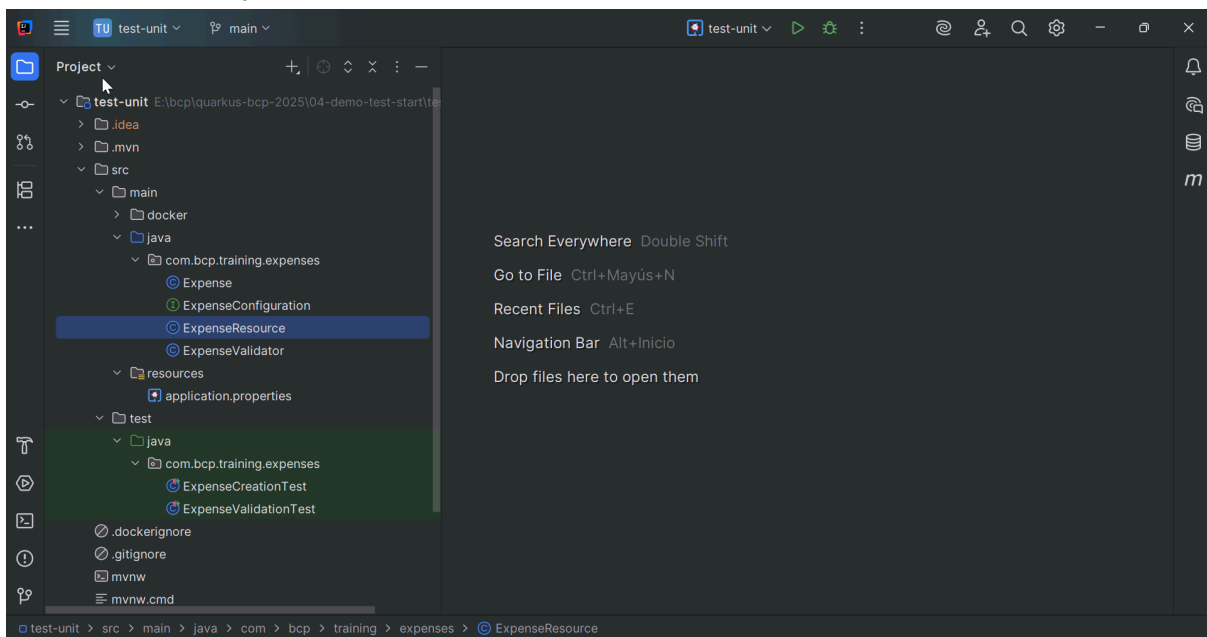 TU test-unit main test-unit
Project
test-unit E:\bcp\quarkus-bcp-2025\04-demo-test-start\te
.idea
.mvn
src
main
docker
java
com.bcp.training.expenses
Expense
ExpenseConfiguration
ExpenseResource
ExpenseValidator
resources
application.properties
test
java
com.bcp.training.expenses
ExpenseCreationTest
ExpenseValidationTest
.dockerignore
.gitignore
mvnw
mvnw.cmd
Search Everywhere Double Shift
Go to File Ctrl+Mayús+N
Recent Files Ctrl+E
Navigation Bar Alt+Inicio
Drop files here to open them
m
test-unit > src > main > java > com > bcp > training > expenses > ExpenseResource